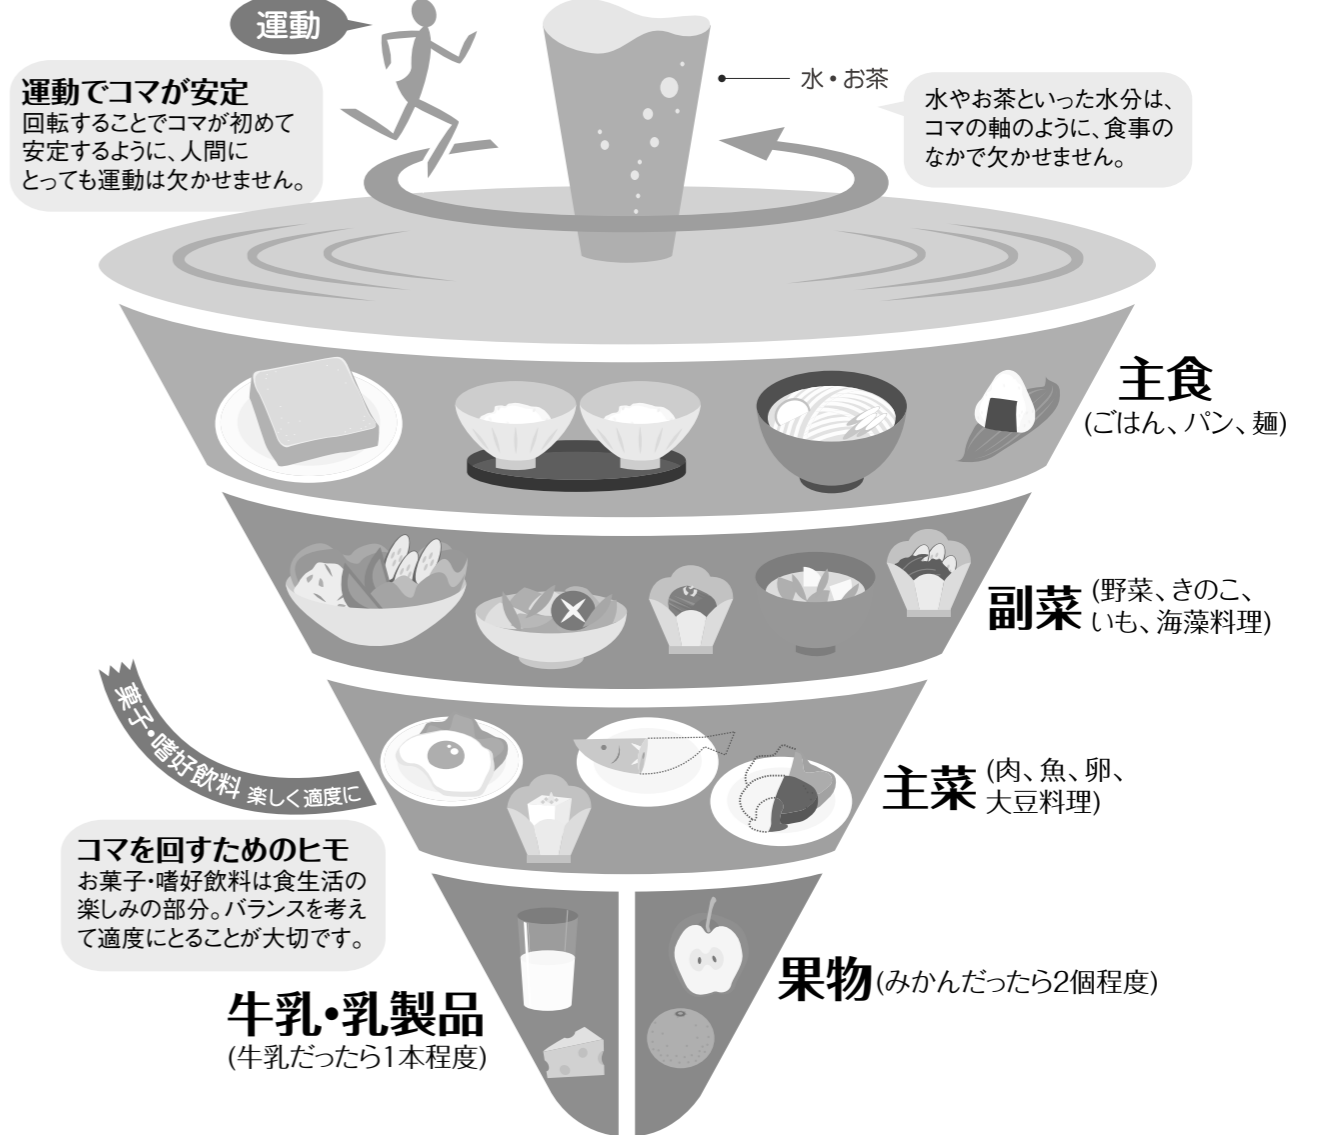 運動
運動でコマが安定
回転することでコマが初めて
安定するように、人間に
とっても運動は欠かせません。
水・お茶
水やお茶といった水分は、
コマの軸のように、食事の
なかで欠かせません。
主食
(ごはん、パン、麺)
副菜
(野菜、きのこ、
いも、海藻料理)
主菜
(肉、魚、卵、
大豆料理)
菓子・嗜好飲料 楽しく適度に
コマを回すためのヒモ
お菓子・嗜好飲料は食生活の
楽しみの部分。バランスを考え
て適度にとることが大切です。
牛乳・乳製品
(牛乳だったら1本程度)
果物(みかんだったら2個程度)